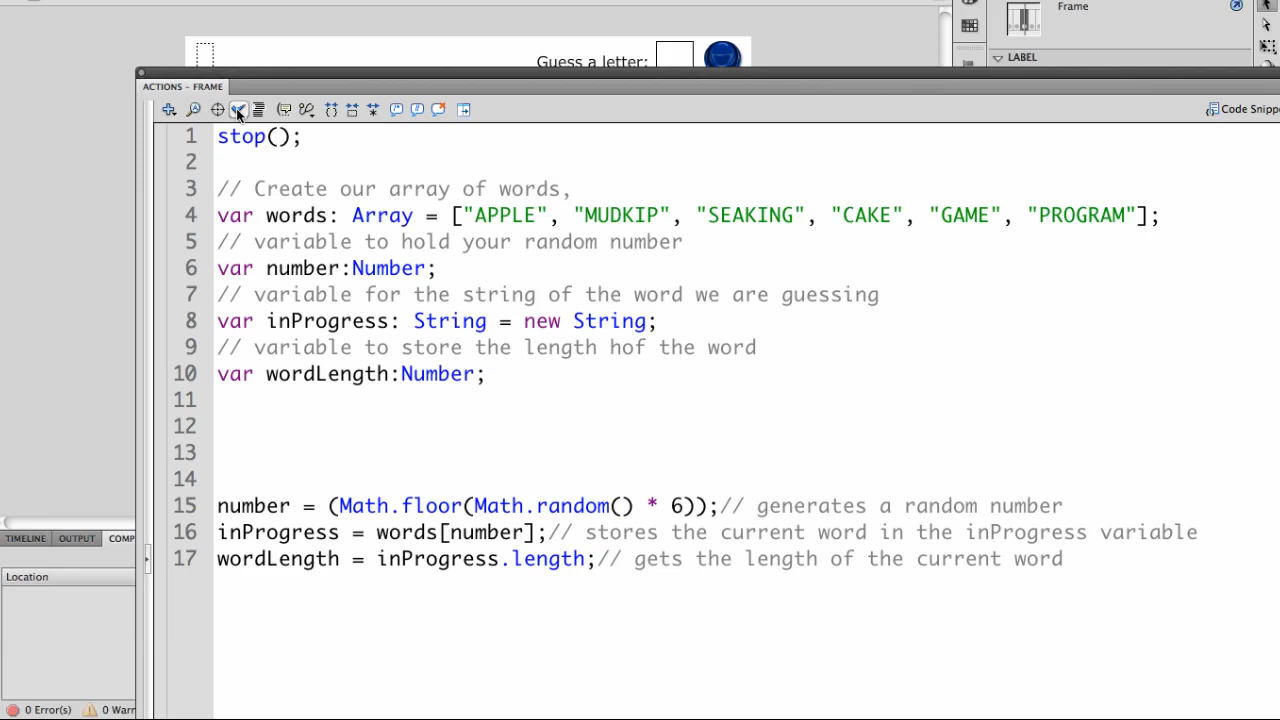 Frame
LABEL
Guess a letter:
ACTIONS - FRAME
Code Snippe
1 stop();
2
3 // Create our array of words,
4 var words: Array = ["APPLE", "MUDKIP", "SEAKING", "CAKE", "GAME", "PROGRAM"];
5 // variable to hold your random number
6 var number:Number;
7 // variable for the string of the word we are guessing
8 var inProgress: String = new String;
9 // variable to store the length hof the word
10 var wordLength:Number;
11
12
13
14
15 number = (Math.floor(Math.random() * 6));// generates a random number
16 inProgress = words[number];// stores the current word in the inProgress variable
17 wordLength = inProgress.length;// gets the length of the current word
TIMELINE OUTPUT COMP
Location
0 Error(s) 0 Warn